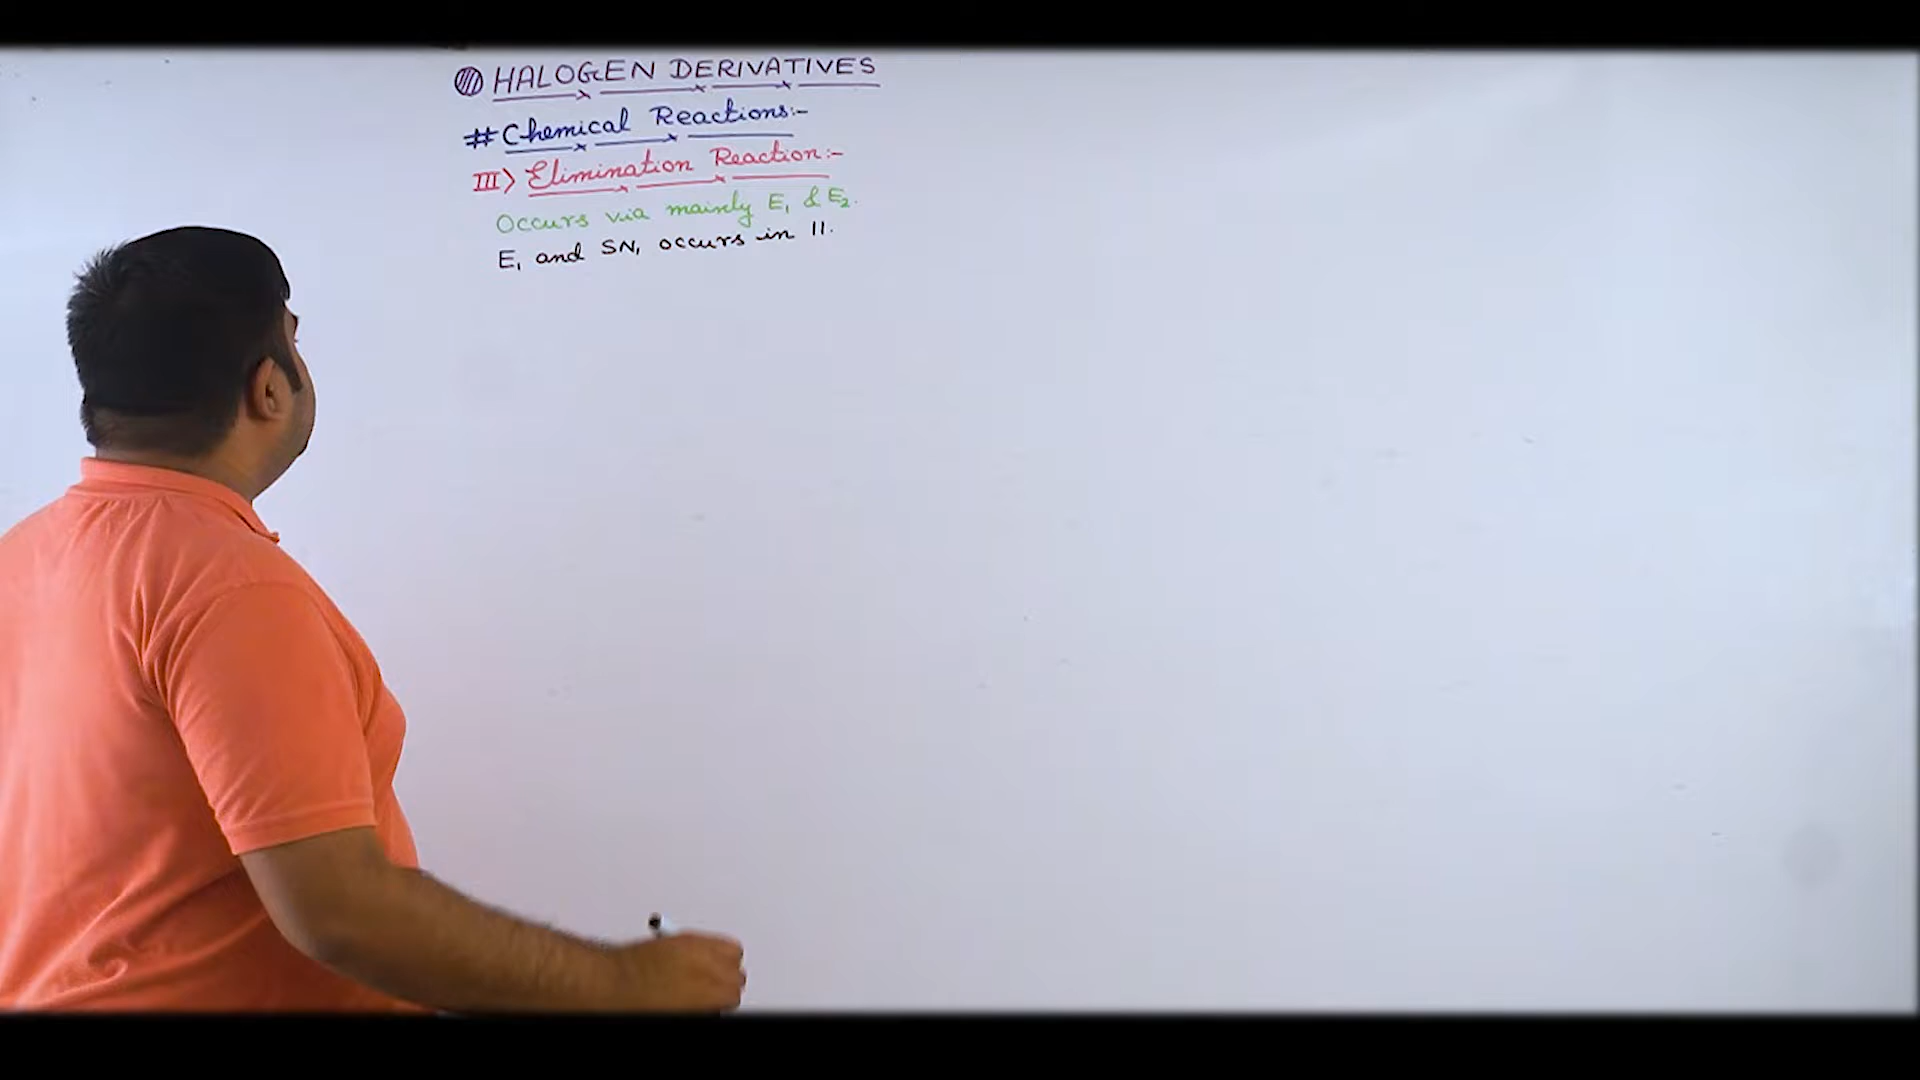 HALOGEN DERIVATIVES
# Chemical Reactions:-
III> Elimination Reaction:-
Occurs via mainly E₁ & E₂.
E₁ and SN₁ occurs in ||.